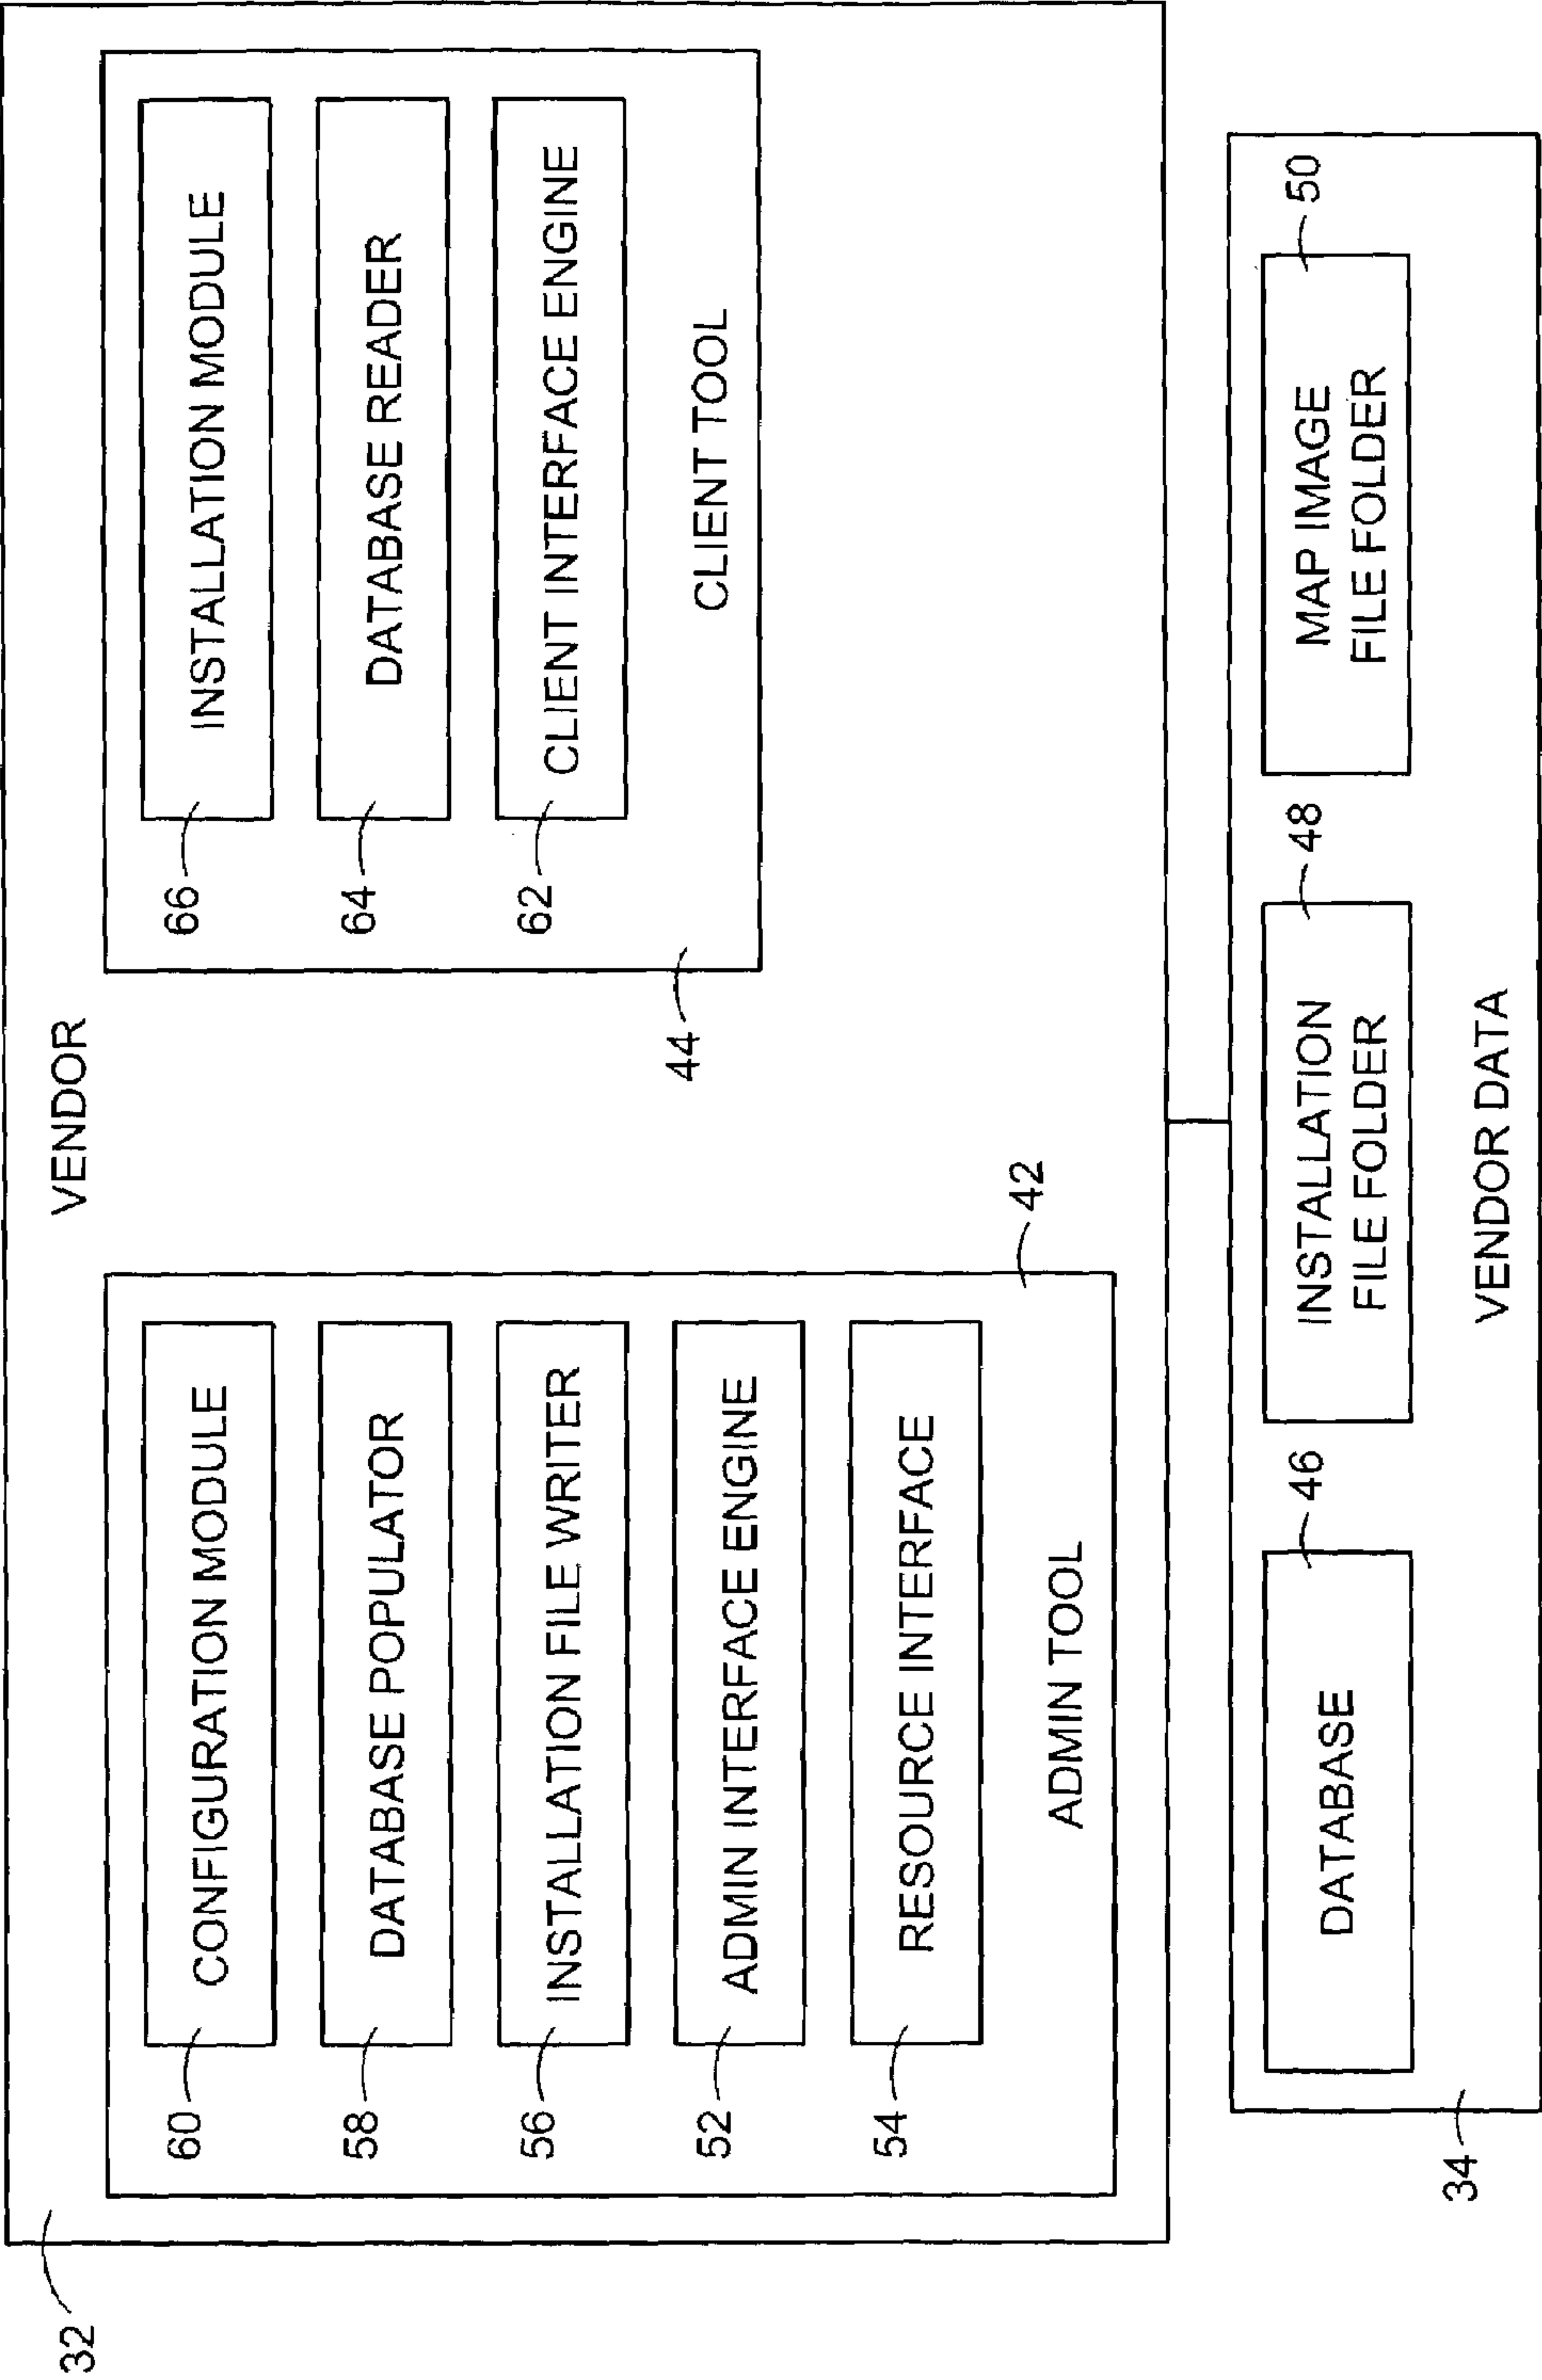 32
VENDOR
60
CONFIGURATION MODULE
58
DATABASE POPULATOR
56
INSTALLATION FILE WRITER
52
ADMIN INTERFACE ENGINE
54
RESOURCE INTERFACE
ADMIN TOOL
42
66
INSTALLATION MODULE
64
DATABASE READER
62
CLIENT INTERFACE ENGINE
CLIENT TOOL
44
34
DATABASE
46
INSTALLATION
FILE FOLDER
48
MAP IMAGE
FILE FOLDER
50
VENDOR DATA